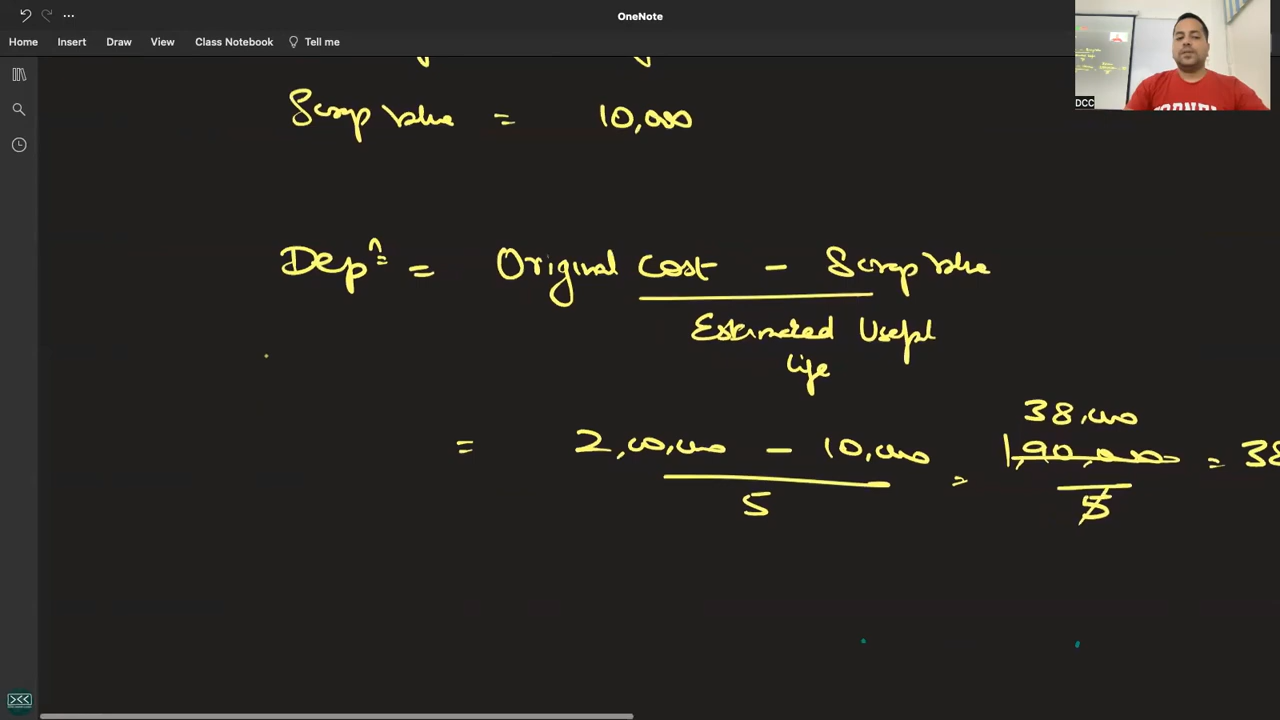 OneNote
Home Insert Draw View Class Notebook Tell me
DCC
Scrap Value = 10,000
Depn = Original Cost - Scrap Value
Estimated Useful
life
38,000
= 2,00,000 - 10,000 = 1,90,000 = 38
5 5